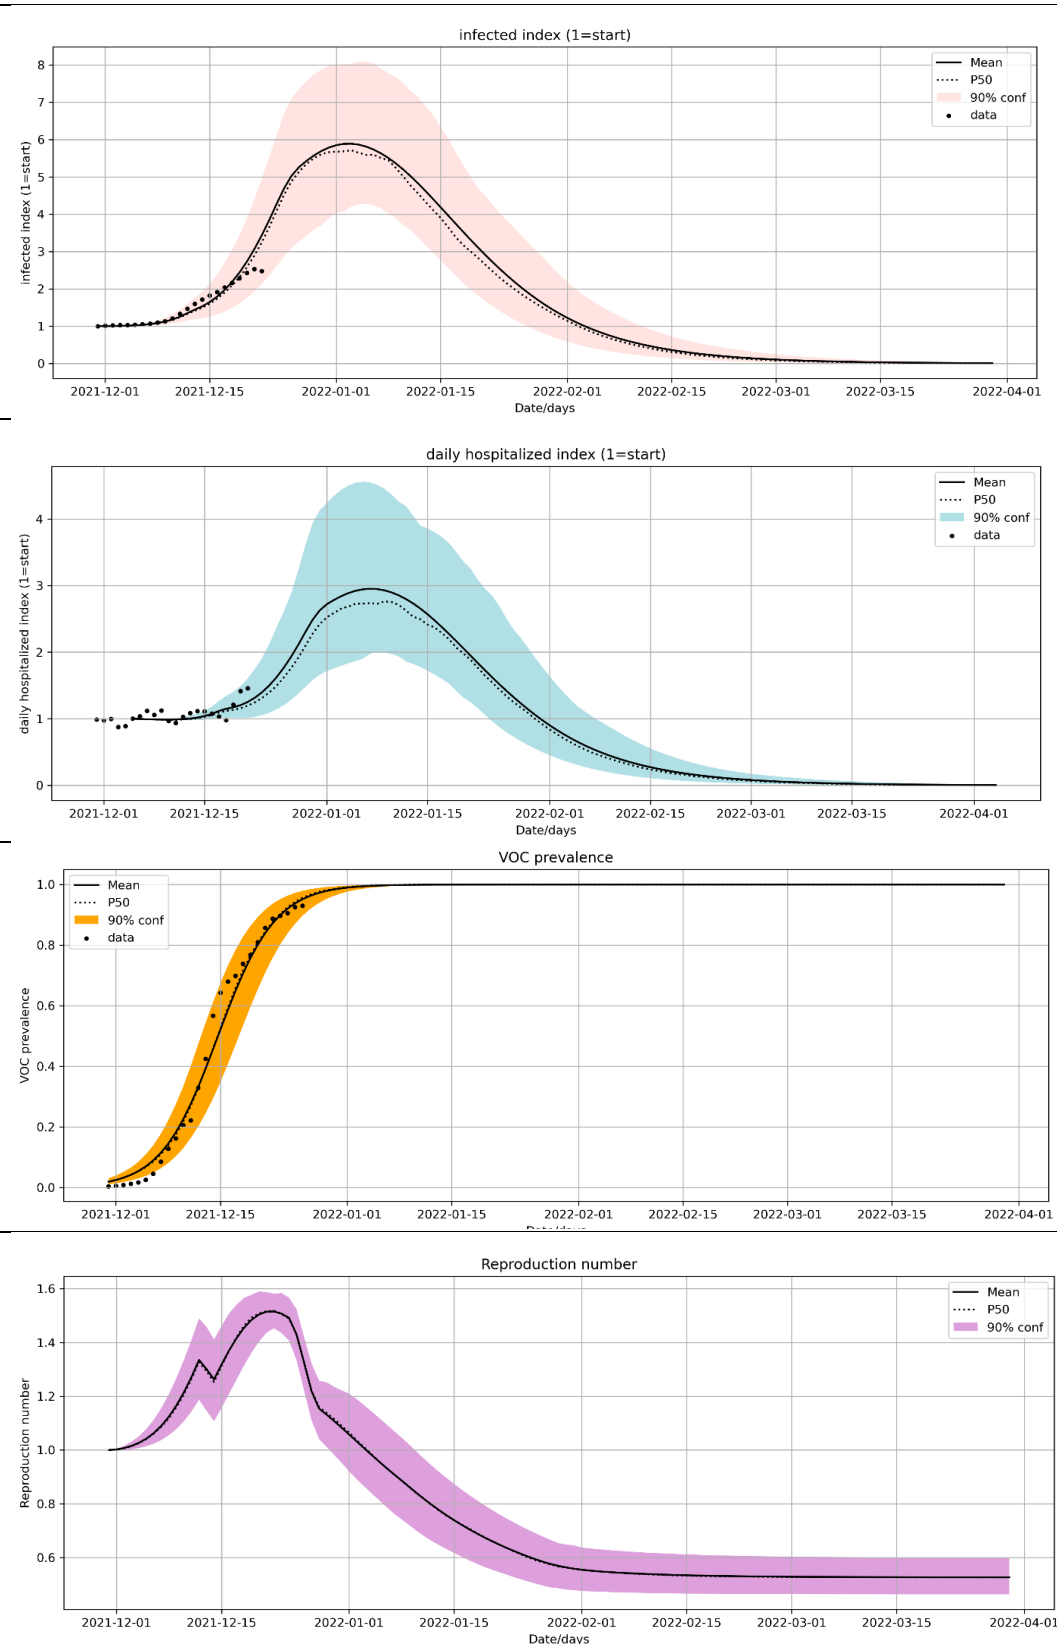 infected index (1=start)
8
7
6
5
4
3
2
1
0
infected index (1=start)
Mean
P50
90% conf
data
2021-12-01 2021-12-15 2022-01-01 2022-01-15 2022-02-01 2022-02-15 2022-03-01 2022-03-15 2022-04-01
Date/days
daily hospitalized index (1=start)
4
3
2
1
0
daily hospitalized index (1=start)
Mean
P50
90% conf
data
2021-12-01 2021-12-15 2022-01-01 2022-01-15 2022-02-01 2022-02-15 2022-03-01 2022-03-15 2022-04-01
Date/days
VOC prevalence
1.0
0.8
0.6
0.4
0.2
0.0
VOC prevalence
Mean
P50
90% conf
data
2021-12-01 2021-12-15 2022-01-01 2022-01-15 2022-02-01 2022-02-15 2022-03-01 2022-03-15 2022-04-01
Date/days
Reproduction number
1.6
1.4
1.2
1.0
0.8
0.6
Reproduction number
Mean
P50
90% conf
2021-12-01 2021-12-15 2022-01-01 2022-01-15 2022-02-01 2022-02-15 2022-03-01 2022-03-15 2022-04-01
Date/days